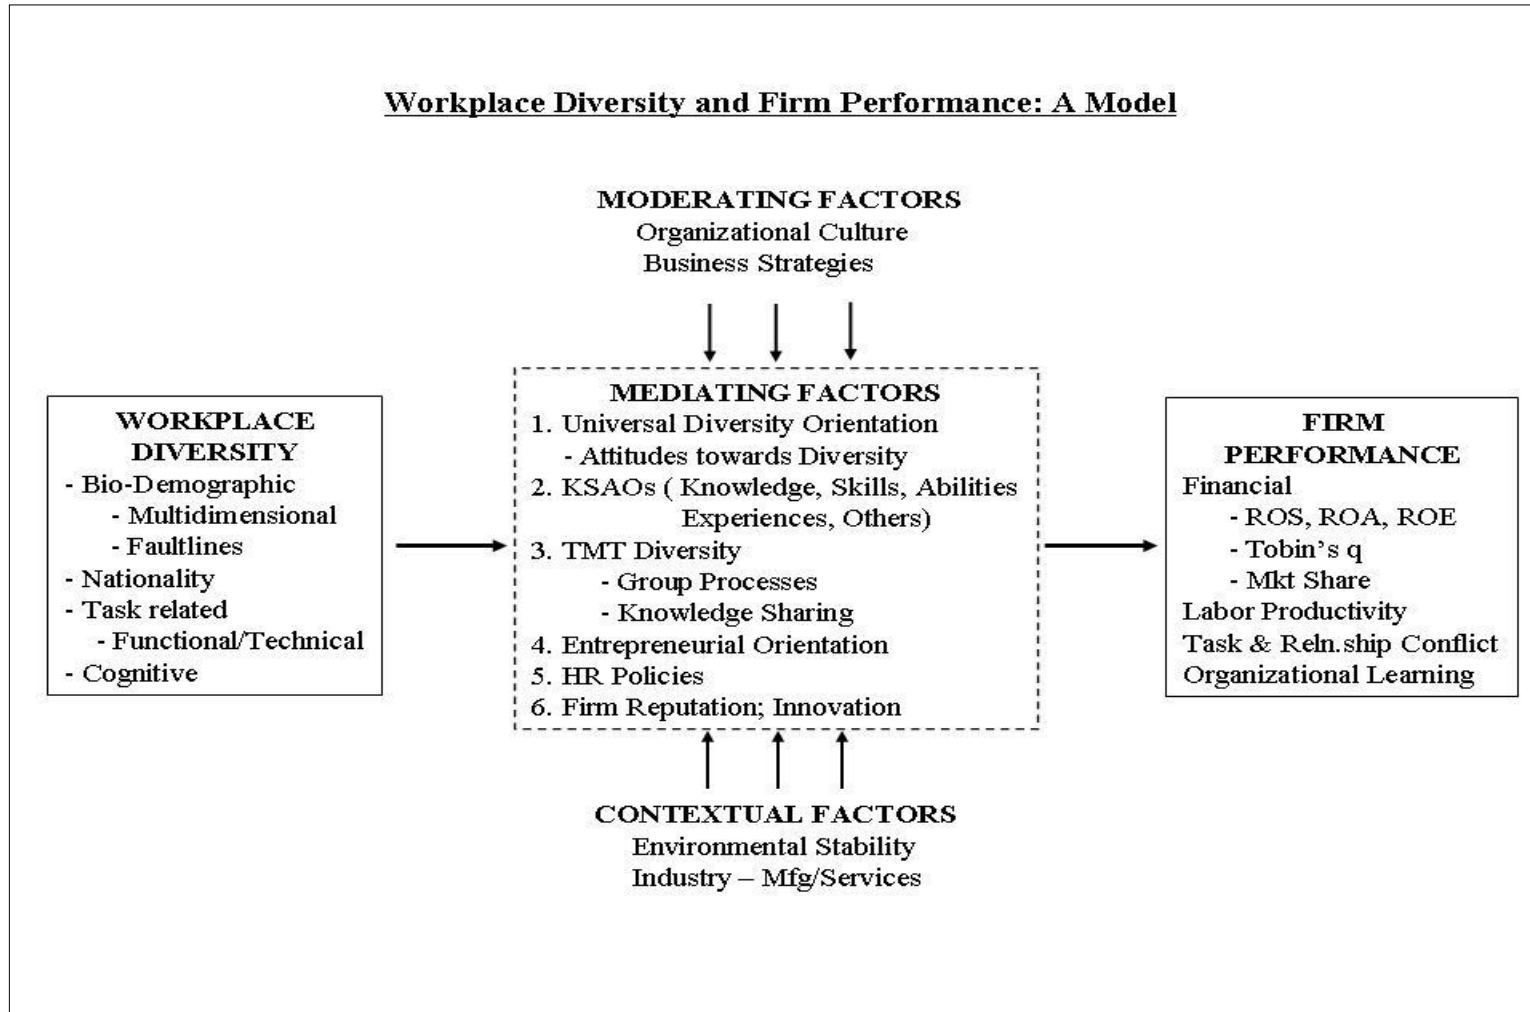 Workplace Diversity and Firm Performance: A Model
MODERATING FACTORS
Organizational Culture
Business Strategies
WORKPLACE
DIVERSITY
- Bio-Demographic
- Multidimensional
- Faultlines
- Nationality
- Task related
- Functional/Technical
- Cognitive
MEDIATING FACTORS
1. Universal Diversity Orientation
- Attitudes towards Diversity
2. KSAOs ( Knowledge, Skills, Abilities
Experiences, Others)
3. TMT Diversity
- Group Processes
- Knowledge Sharing
4. Entrepreneurial Orientation
5. HR Policies
6. Firm Reputation; Innovation
FIRM
PERFORMANCE
Financial
- ROS, ROA, ROE
- Tobin's q
- Mkt Share
Labor Productivity
Task & Reln.ship Conflict
Organizational Learning
CONTEXTUAL FACTORS
Environmental Stability
Industry – Mfg/Services